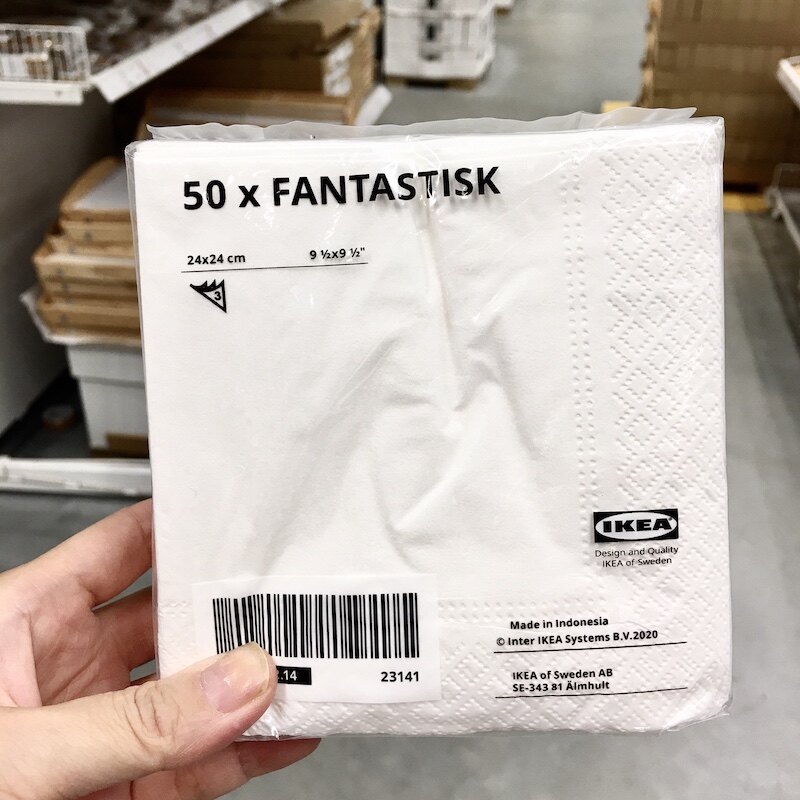 50 x FANTASTISK
24x24 cm 9 ½x9 ½"
3
IKEA
Design and Quality
IKEA of Sweden
Made in Indonesia
© Inter IKEA Systems B.V.2020
IKEA of Sweden AB
SE-343 81 Älmhult
.14 23141